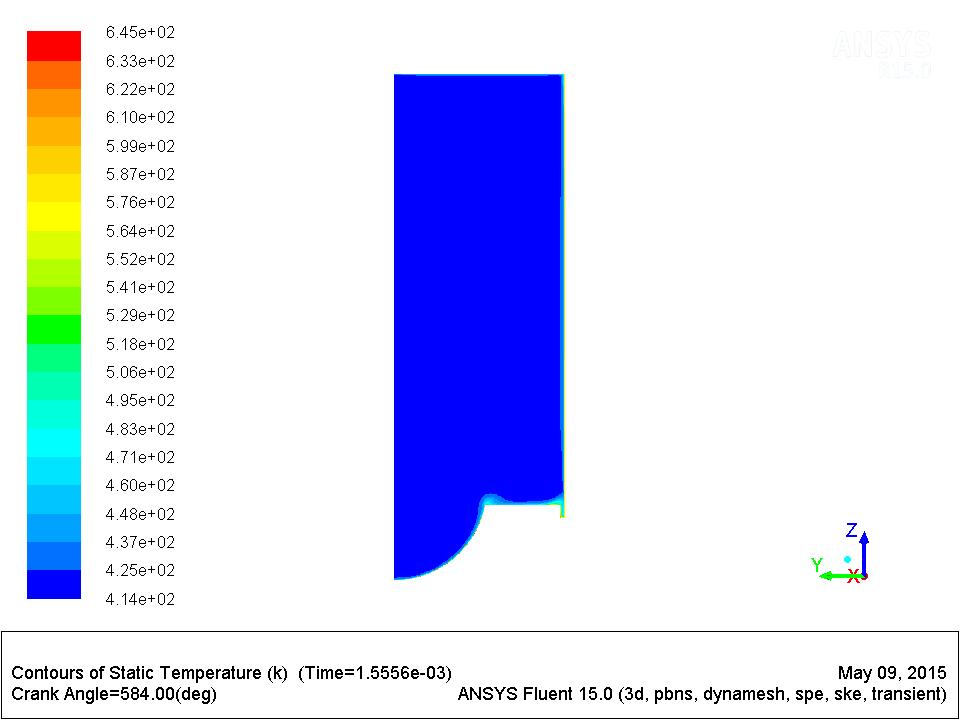 6.45e+02
6.33e+02
6.22e+02
6.10e+02
5.99e+02
5.87e+02
5.76e+02
5.64e+02
5.52e+02
5.41e+02
5.29e+02
5.18e+02
5.06e+02
4.95e+02
4.83e+02
4.71e+02
4.60e+02
4.48e+02
4.37e+02
4.25e+02
4.14e+02
ANSYS
R15.0
Z
Y
X
Contours of Static Temperature (k) (Time=1.5556e-03)
Crank Angle=584.00(deg)
May 09, 2015
ANSYS Fluent 15.0 (3d, pbns, dynamesh, spe, ske, transient)